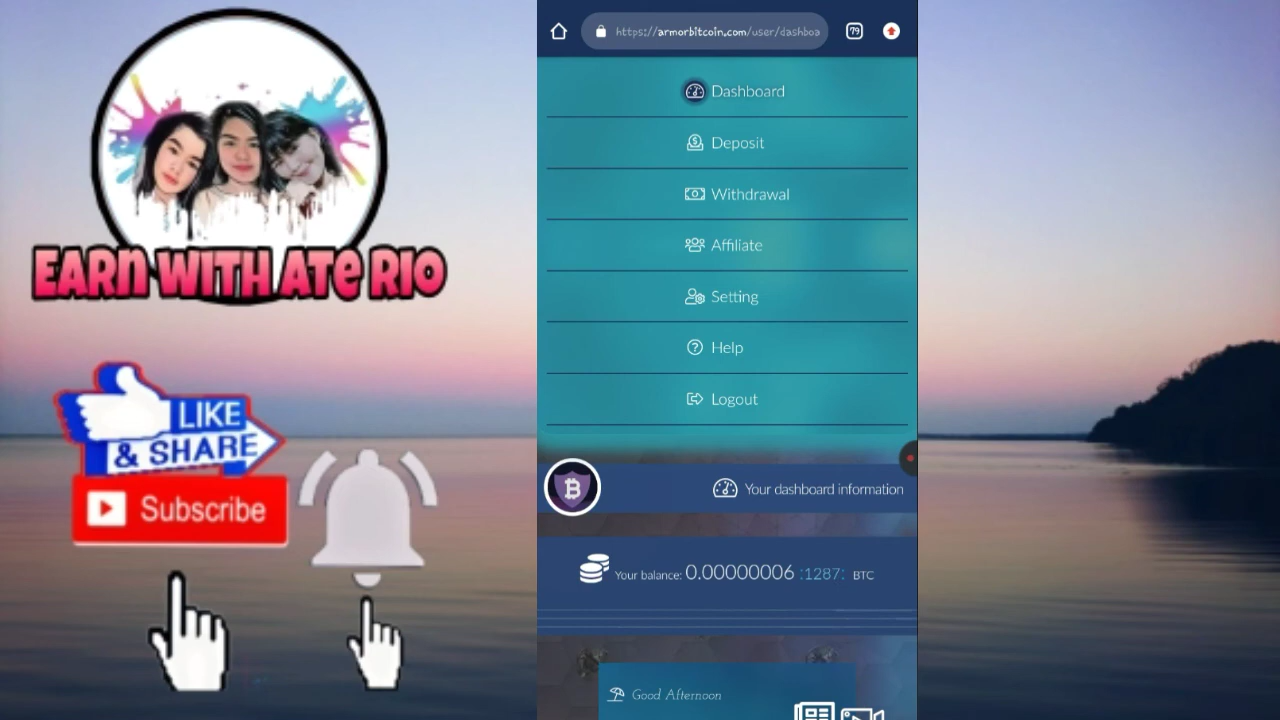 EARN WITH ATE RIO
LIKE
& SHARE
Subscribe
https://armorbitcoin.com/user/dashboa
79
Dashboard
Deposit
Withdrawal
Affiliate
Setting
Help
Logout
Your dashboard information
Your balance: 0.00000006 :1287: BTC
Good Afternoon